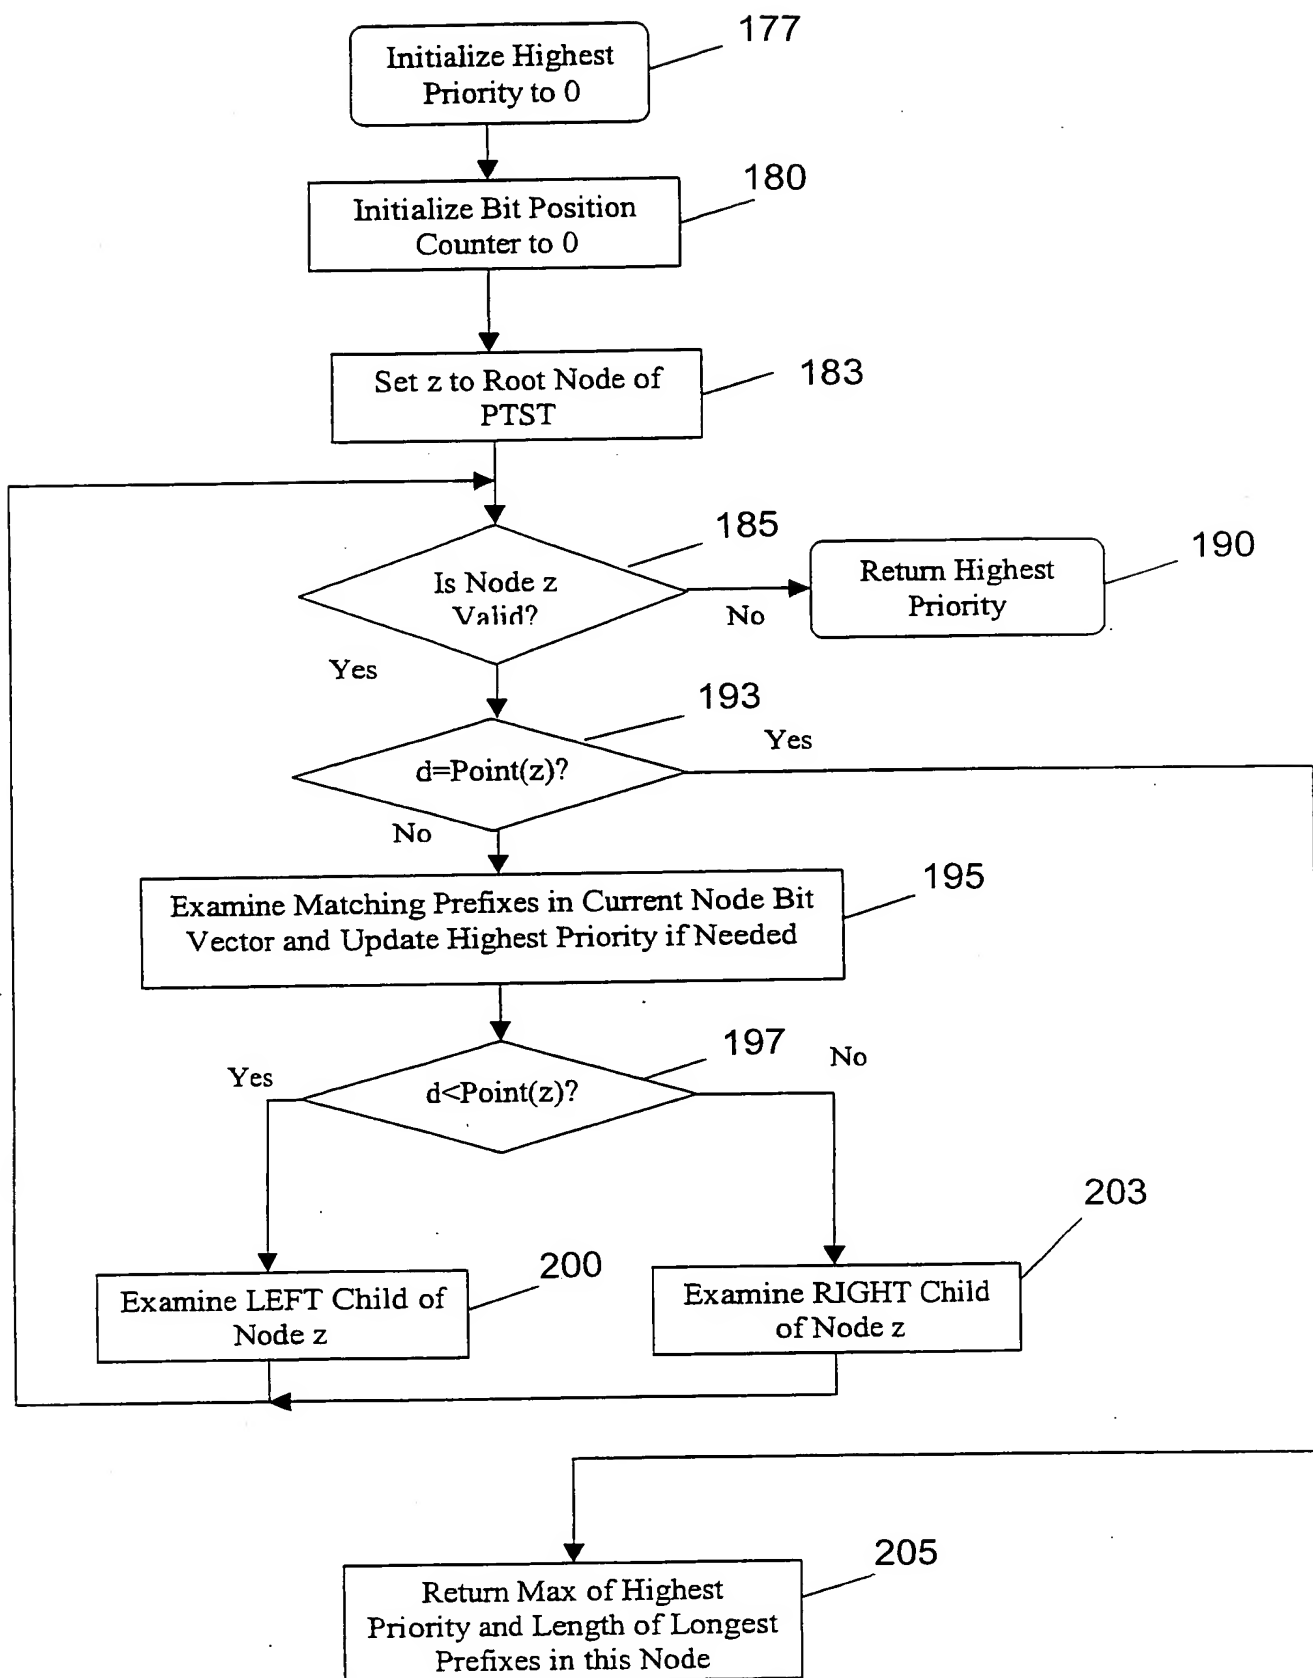 Initialize Highest
Priority to 0
177
Initialize Bit Position
Counter to 0
180
Set z to Root Node of
PTST
183
Is Node z
Valid?
185
No
Return Highest
Priority
190
Yes
d=Point(z)?
193
Yes
No
Examine Matching Prefixes in Current Node Bit
Vector and Update Highest Priority if Needed
195
d<Point(z)?
197
Yes
No
Examine LEFT Child of
Node z
200
Examine RIGHT Child
of Node z
203
Return Max of Highest
Priority and Length of Longest
Prefixes in this Node
205